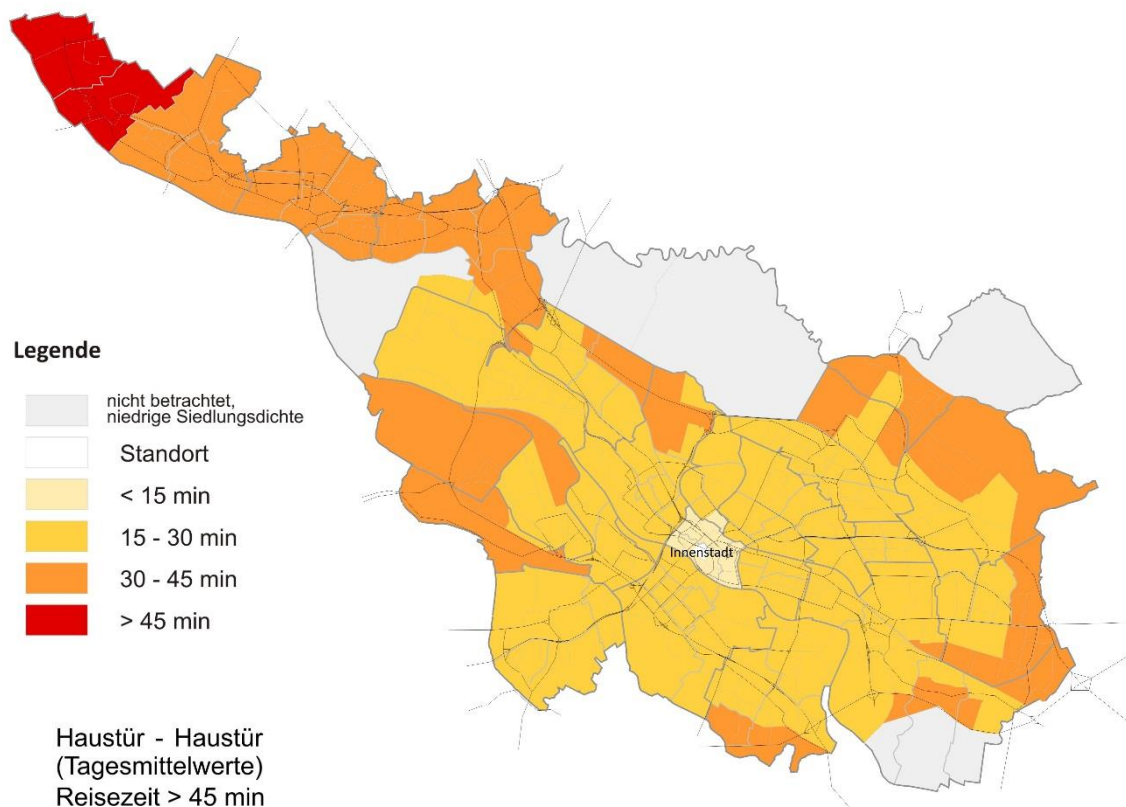 Legende
nicht betrachtet,
niedrige Siedlungsdichte
Standort
< 15 min
15 - 30 min
30 - 45 min
> 45 min
Innenstadt
Haustür - Haustür
(Tagesmittelwerte)
Reisezeit > 45 min